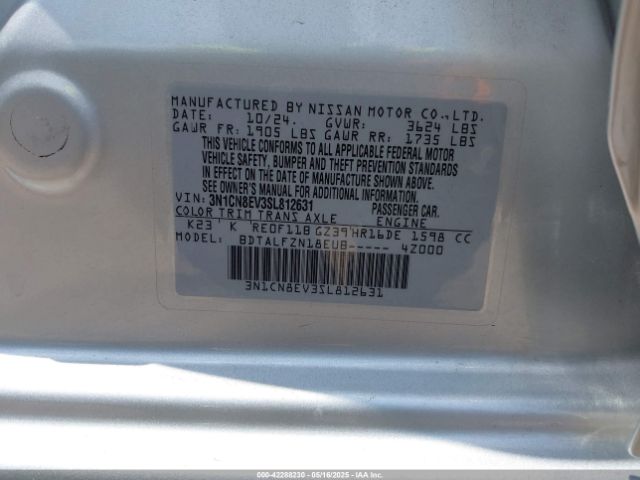 MANUFACTURED BY NISSAN MOTOR CO.,LTD.
DATE: 10/24. GVWR: 3624 LBS
GAWR FR: 1905 LBS GAWR RR: 1735 LBS
THIS VEHICLE CONFORMS TO ALL APPLICABLE FEDERAL MOTOR
VEHICLE SAFETY, BUMPER AND THEFT PREVENTION STANDARDS
IN EFFECT ON THE DATE OF MANUFACTURE SHOWN ABOVE.
SEE OWNER'S MANUAL FOR ADDITIONAL INFORMATION.
VIN: 3N1CN8EV3SL812631 PASSENGER CAR.
COLOR TRIM TRANS AXLE ENGINE
K23 K RE0F11B GZ39 HR16DE 1598 CC
BDTALFZN18EUB----- 4Z000
3N1CN8EV3SL812631
000-42288230 - 05/16/2025 - IAA Inc.